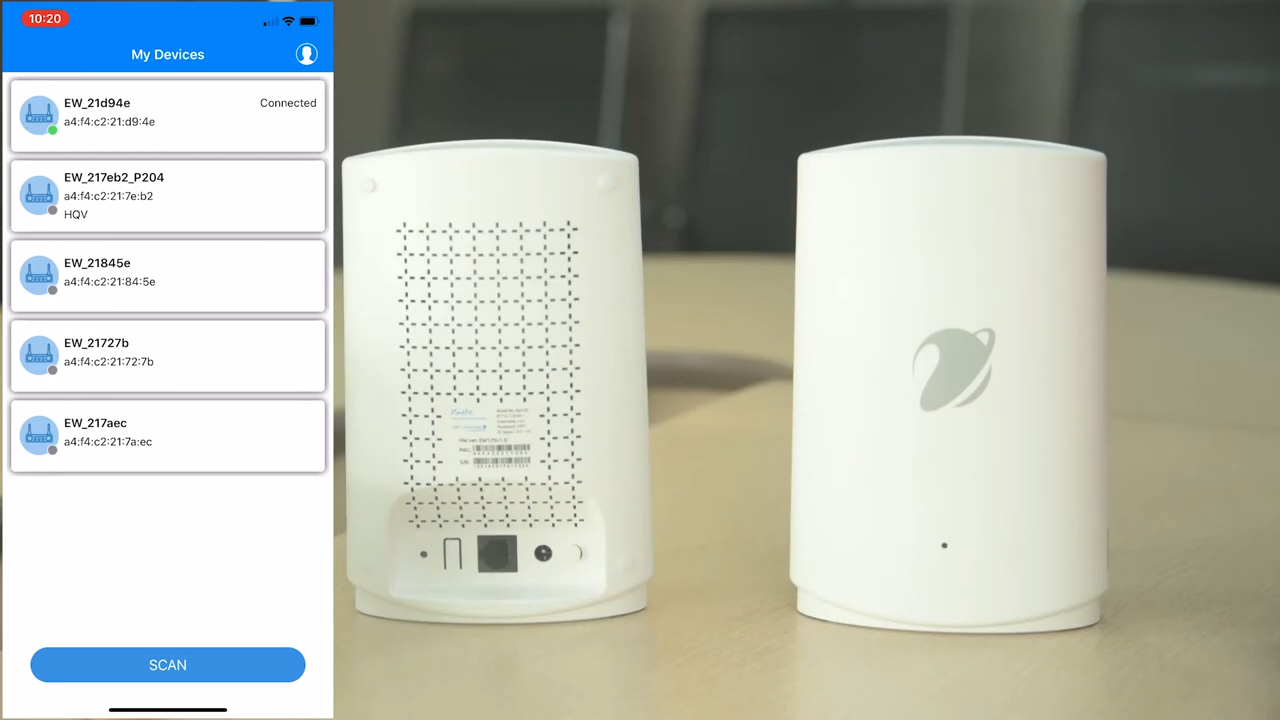 10:20
My Devices
EW_21d94e
Connected
a4:f4:c2:21:d9:4e
EW_217eb2_P204
a4:f4:c2:21:7e:b2
HQV
EW_21845e
a4:f4:c2:21:84:5e
EW_21727b
a4:f4:c2:21:72:7b
EW_217aec
a4:f4:c2:21:7a:ec
SCAN